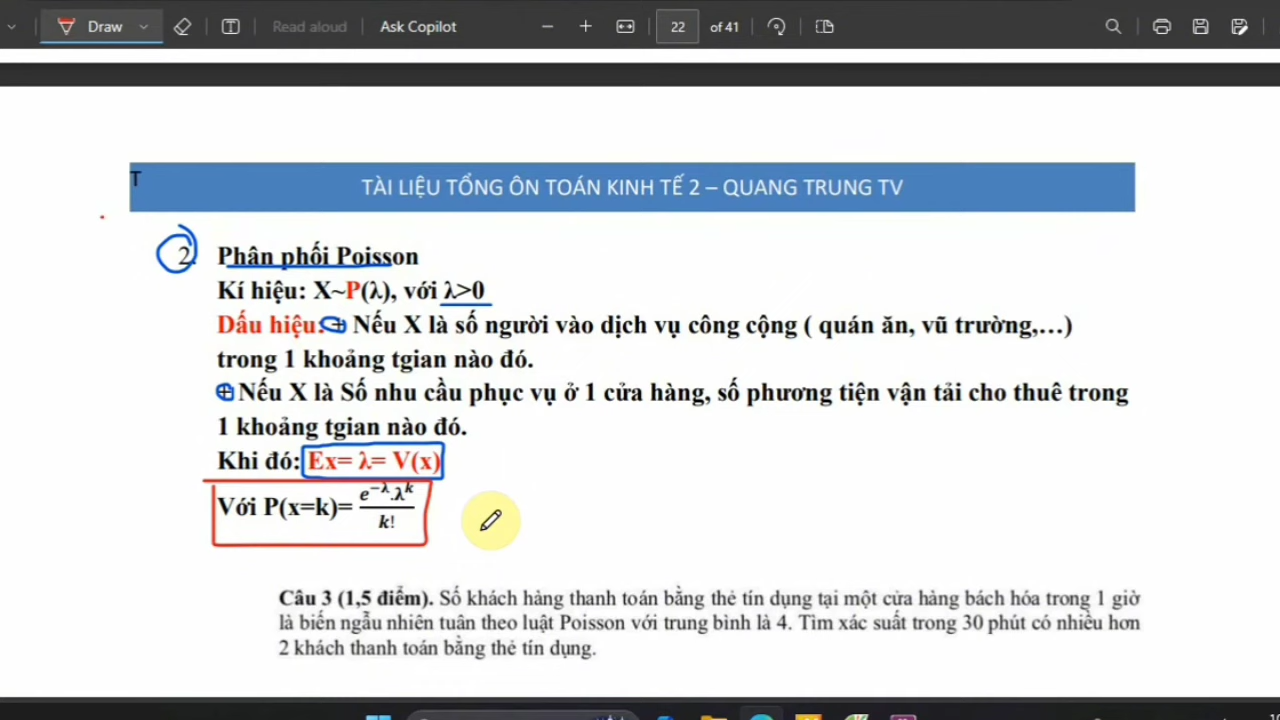 Draw
Read aloud
Ask Copilot
22
of 41
T
TÀI LIỆU TỔNG ÔN TOÁN KINH TẾ 2 – QUANG TRUNG TV
2. Phân phối Poisson
Kí hiệu: X~P(λ), với λ>0
Dấu hiệu: + Nếu X là số người vào dịch vụ công cộng ( quán ăn, vũ trường,…)
trong 1 khoảng tgian nào đó.
+ Nếu X là Số nhu cầu phục vụ ở 1 cửa hàng, số phương tiện vận tải cho thuê trong
1 khoảng tgian nào đó.
Khi đó: Ex= λ= V(x)
Với P(x=k)= e^{−λ}.λ^k / k!
Câu 3 (1,5 điểm). Số khách hàng thanh toán bằng thẻ tín dụng tại một cửa hàng bách hóa trong 1 giờ
là biến ngẫu nhiên tuân theo luật Poisson với trung bình là 4. Tìm xác suất trong 30 phút có nhiều hơn
2 khách thanh toán bằng thẻ tín dụng.